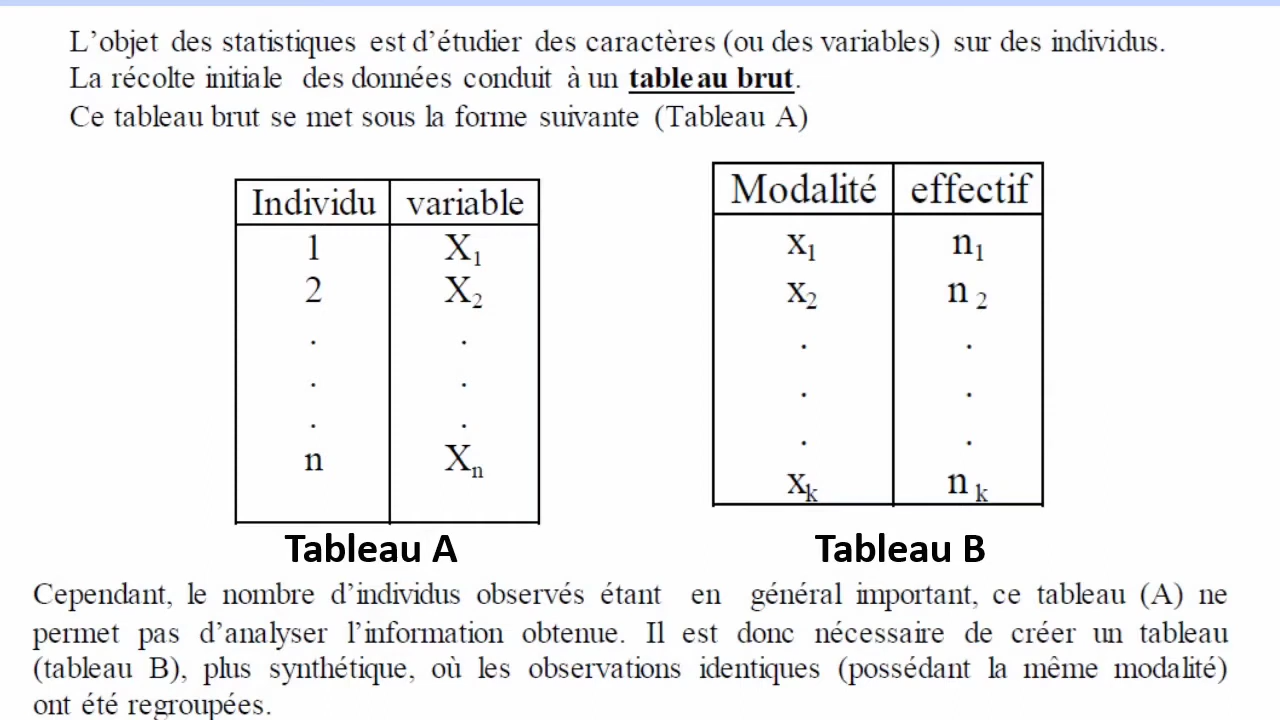 L'objet des statistiques est d'étudier des caractères (ou des variables) sur des individus.
La récolte initiale des données conduit à un tableau brut.
Ce tableau brut se met sous la forme suivante (Tableau A)
Individu variable
1 X₁
2 X₂
. .
. .
. .
n Xₙ
Tableau A
Modalité effectif
x₁ n₁
x₂ n ₂
. .
. .
. .
xₖ n ₖ
Tableau B
Cependant, le nombre d'individus observés étant en général important, ce tableau (A) ne
permet pas d'analyser l'information obtenue. Il est donc nécessaire de créer un tableau
(tableau B), plus synthétique, où les observations identiques (possédant la même modalité)
ont été regroupées.